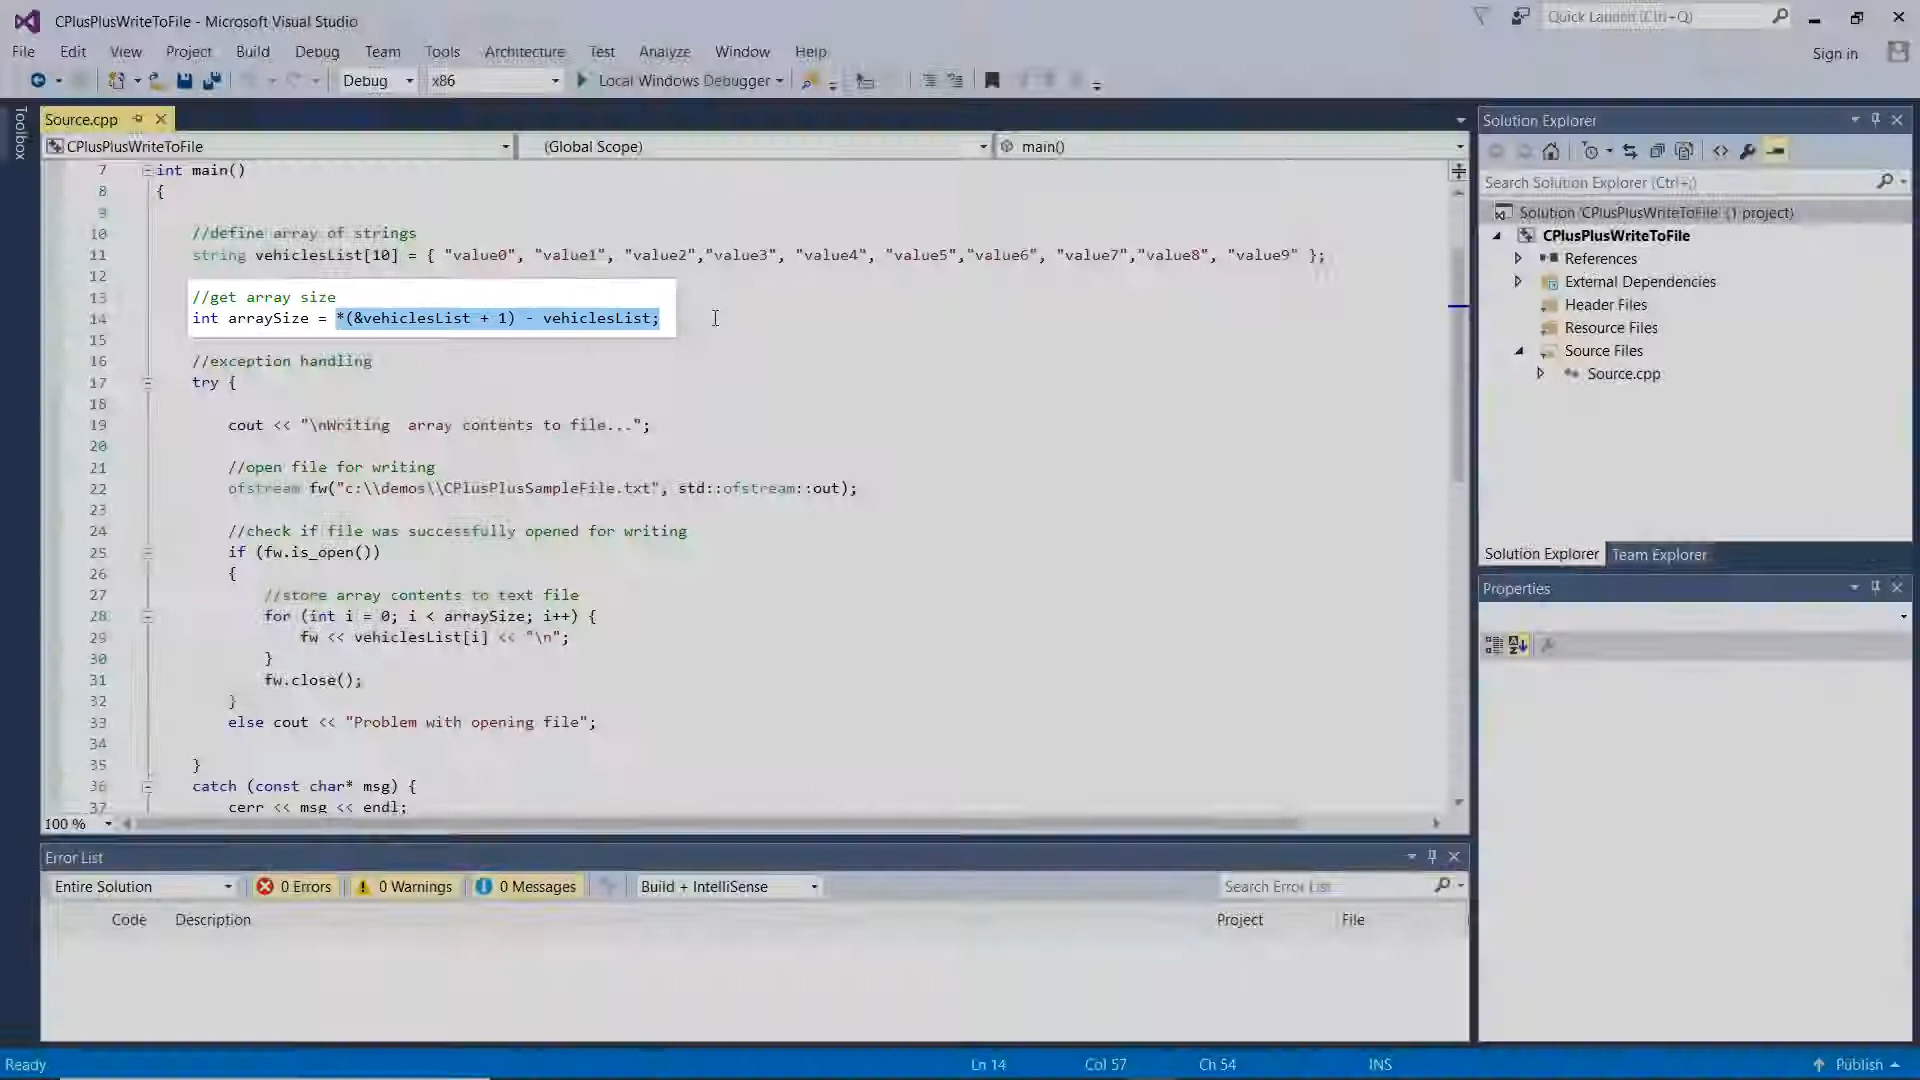 CPlusPlusWriteToFile - Microsoft Visual Studio
Quick Launch (Ctrl+Q)
File Edit View Project Build Debug Team Tools Architecture Test Analyze Window Help
Sign in
Debug x86 Local Windows Debugger
Toolbox
Source.cpp
CPlusPlusWriteToFile (Global Scope) main()
7 int main()
8 {
9
10 //define array of strings
11 string vehiclesList[10] = { "value0", "value1", "value2","value3", "value4", "value5","value6", "value7","value8", "value9" };
12
13 //get array size
14 int arraySize = *(&vehiclesList + 1) - vehiclesList;
15
16 //exception handling
17 try {
18
19 cout << "\nWriting  array contents to file...";
20
21 //open file for writing
22 ofstream fw("c:\\demos\\CPlusPlusSampleFile.txt", std::ofstream::out);
23
24 //check if file was successfully opened for writing
25 if (fw.is_open())
26 {
27 //store array contents to text file
28 for (int i = 0; i < arraySize; i++) {
29 fw << vehiclesList[i] << "\n";
30 }
31 fw.close();
32 }
33 else cout << "Problem with opening file";
34
35 }
36 catch (const char* msg) {
37 cerr << msg << endl;
100 %
Solution Explorer
Search Solution Explorer (Ctrl+;)
Solution 'CPlusPlusWriteToFile' (1 project)
CPlusPlusWriteToFile
References
External Dependencies
Header Files
Resource Files
Source Files
Source.cpp
Solution Explorer Team Explorer
Properties
Error List
Entire Solution 0 Errors 0 Warnings 0 Messages Build + IntelliSense Search Error List
Code Description Project File
Ready Ln 14 Col 57 Ch 54 INS Publish